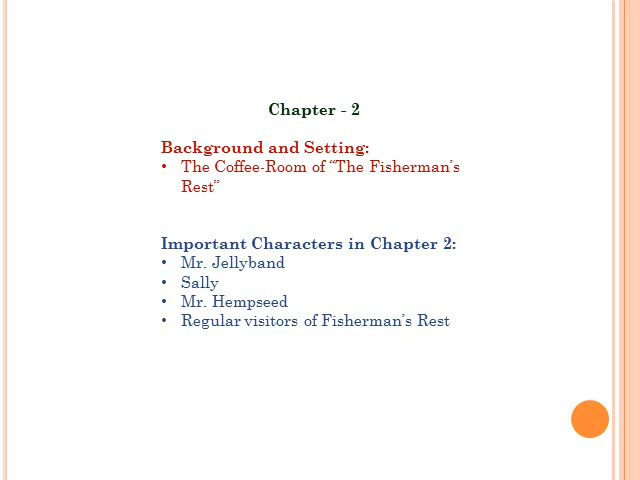 Chapter - 2
Background and Setting:
• The Coffee-Room of “The Fisherman’s
Rest”
Important Characters in Chapter 2:
• Mr. Jellyband
• Sally
• Mr. Hempseed
• Regular visitors of Fisherman’s Rest